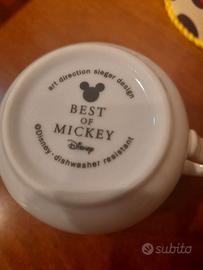 art direction sieger design
BEST
OF
MICKEY
Disney
©Disney · dishwasher resistant
subito